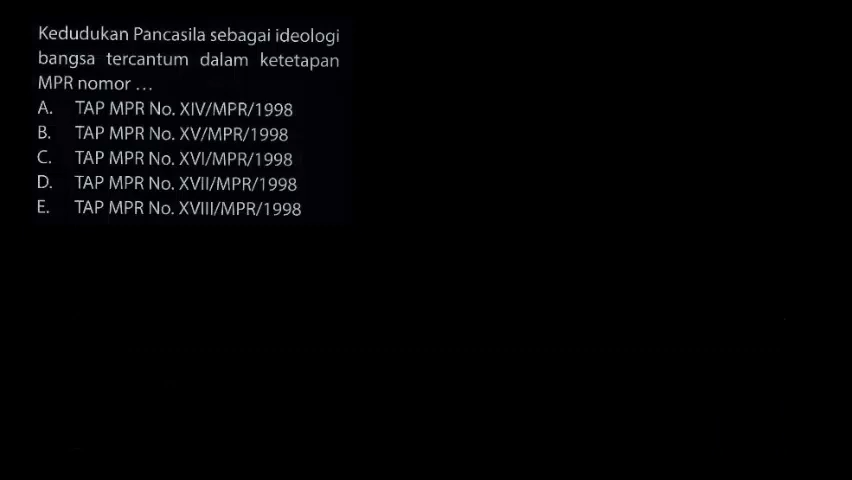 Kedudukan Pancasila sebagai ideologi
bangsa tercantum dalam ketetapan
MPR nomor ...
A. TAP MPR No. XIV/MPR/1998
B. TAP MPR No. XV/MPR/1998
C. TAP MPR No. XVI/MPR/1998
D. TAP MPR No. XVII/MPR/1998
E. TAP MPR No. XVIII/MPR/1998